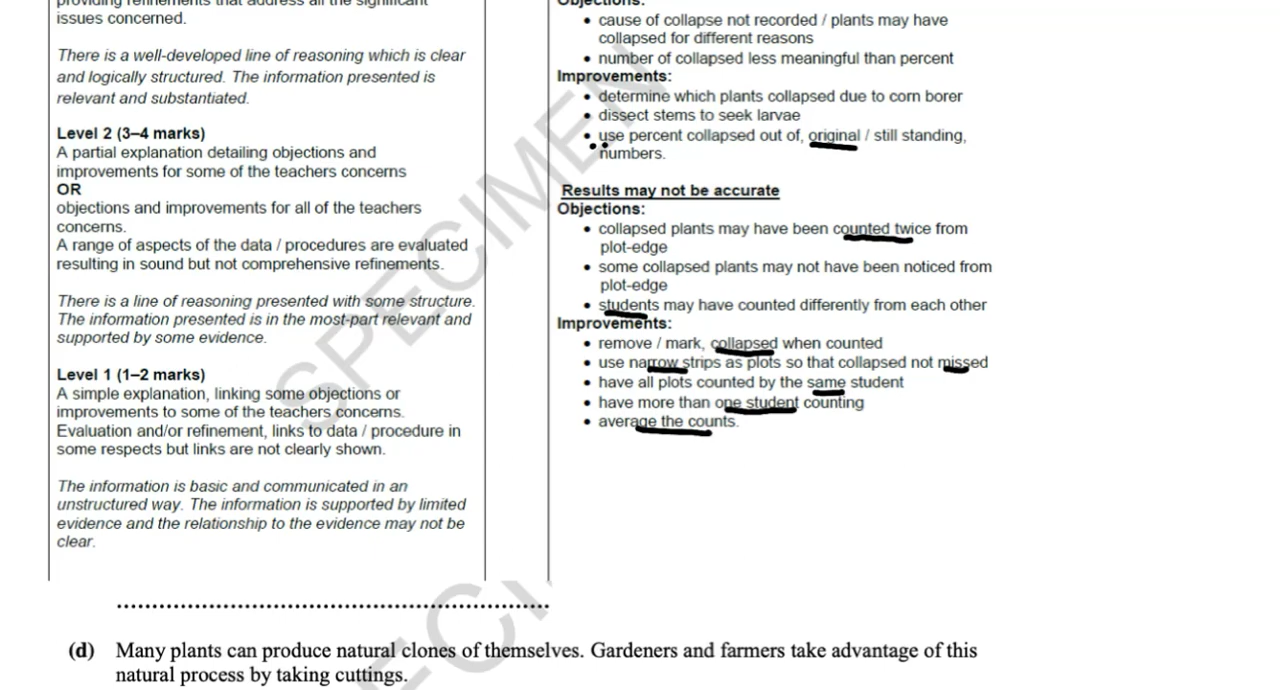 providing refinements that address all the significant
issues concerned.
There is a well-developed line of reasoning which is clear
and logically structured. The information presented is
relevant and substantiated.
Level 2 (3–4 marks)
A partial explanation detailing objections and
improvements for some of the teachers concerns
OR
objections and improvements for all of the teachers
concerns.
A range of aspects of the data / procedures are evaluated
resulting in sound but not comprehensive refinements.
There is a line of reasoning presented with some structure.
The information presented is in the most-part relevant and
supported by some evidence.
Level 1 (1–2 marks)
A simple explanation, linking some objections or
improvements to some of the teachers concerns.
Evaluation and/or refinement, links to data / procedure in
some respects but links are not clearly shown.
The information is basic and communicated in an
unstructured way. The information is supported by limited
evidence and the relationship to the evidence may not be
clear.
Objections:
• cause of collapse not recorded / plants may have
collapsed for different reasons
• number of collapsed less meaningful than percent
Improvements:
• determine which plants collapsed due to corn borer
• dissect stems to seek larvae
• use percent collapsed out of, original / still standing,
numbers.
Results may not be accurate
Objections:
• collapsed plants may have been counted twice from
plot-edge
• some collapsed plants may not have been noticed from
plot-edge
• students may have counted differently from each other
Improvements:
• remove / mark, collapsed when counted
• use narrow strips as plots so that collapsed not missed
• have all plots counted by the same student
• have more than one student counting
• average the counts.
SPECIMEN
(d) Many plants can produce natural clones of themselves. Gardeners and farmers take advantage of this
natural process by taking cuttings.